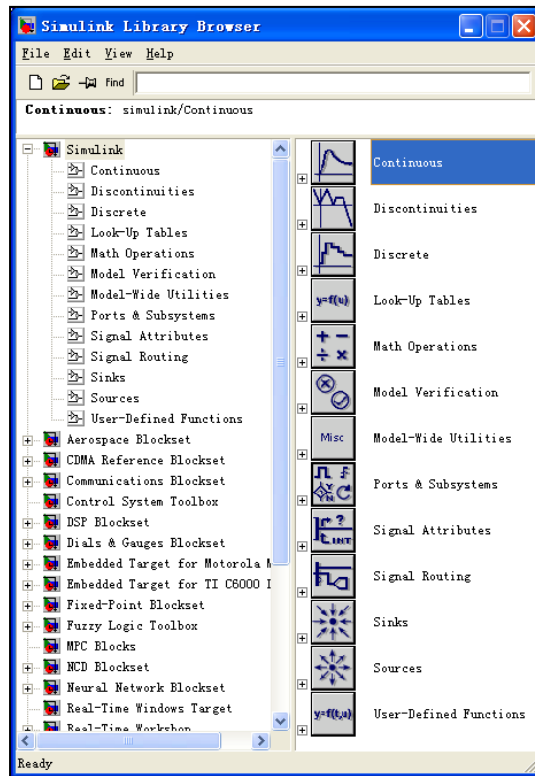 Simulink Library Browser
File Edit View Help
Find
Continuous: simulink/Continuous
Simulink
Continuous
Discontinuities
Discrete
Look-Up Tables
Math Operations
Model Verification
Model-Wide Utilities
Ports & Subsystems
Signal Attributes
Signal Routing
Sinks
Sources
User-Defined Functions
Aerospace Blockset
CDMA Reference Blockset
Communications Blockset
Control System Toolbox
DSP Blockset
Dials & Gauges Blockset
Embedded Target for Motorola M
Embedded Target for TI C6000 I
Fixed-Point Blockset
Fuzzy Logic Toolbox
MPC Blocks
NCD Blockset
Neural Network Blockset
Real-Time Windows Target
Real-Time Workshop
Continuous
Discontinuities
Discrete
y=f(u) Look-Up Tables
+ − ÷ × Math Operations
Model Verification
Misc Model-Wide Utilities
Ports & Subsystems
? INT Signal Attributes
Signal Routing
Sinks
Sources
y=f(t,u) User-Defined Functions
Ready